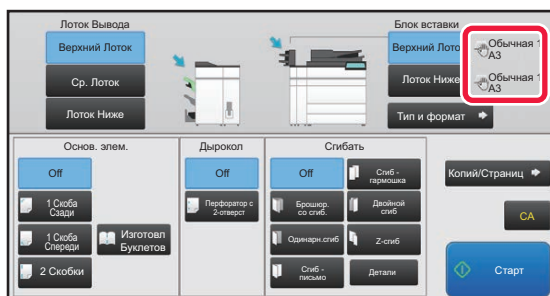 Лоток Вывода
Блок вставки
Верхний Лоток
Верхний Лоток
Обычная 1
A3
Ср. Лоток
Лоток Ниже
Обычная 1
A3
Лоток Ниже
Тип и формат
Основ. элем.
Дырокол
Сгибать
Off
Off
Off
Сгиб -
гармошка
Копий/Страниц
1 Скоба
Сзади
Перфоратор с
2-отверст
Брошюр.
со сгиб.
Двойной
сгиб
CA
1 Скоба
Спереди
Изготовл
Буклетов
Одинарн.сгиб
Z-сгиб
2 Скобки
Сгиб -
письмо
Детали
Старт